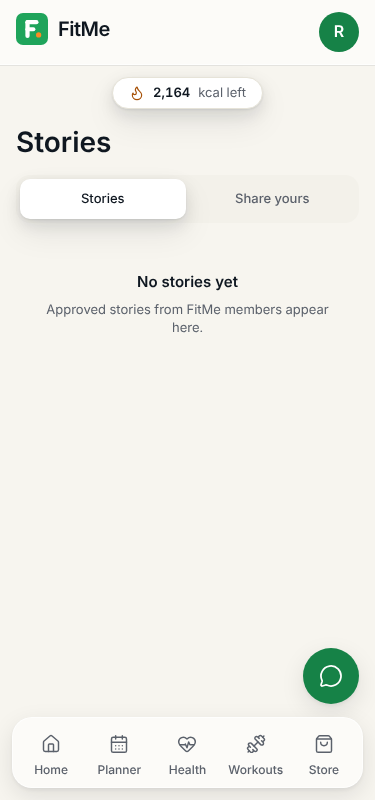 FitMe
R
2,164 kcal left
Stories
Stories
Share yours
No stories yet
Approved stories from FitMe members appear
here.
Home
Planner
Health
Workouts
Store